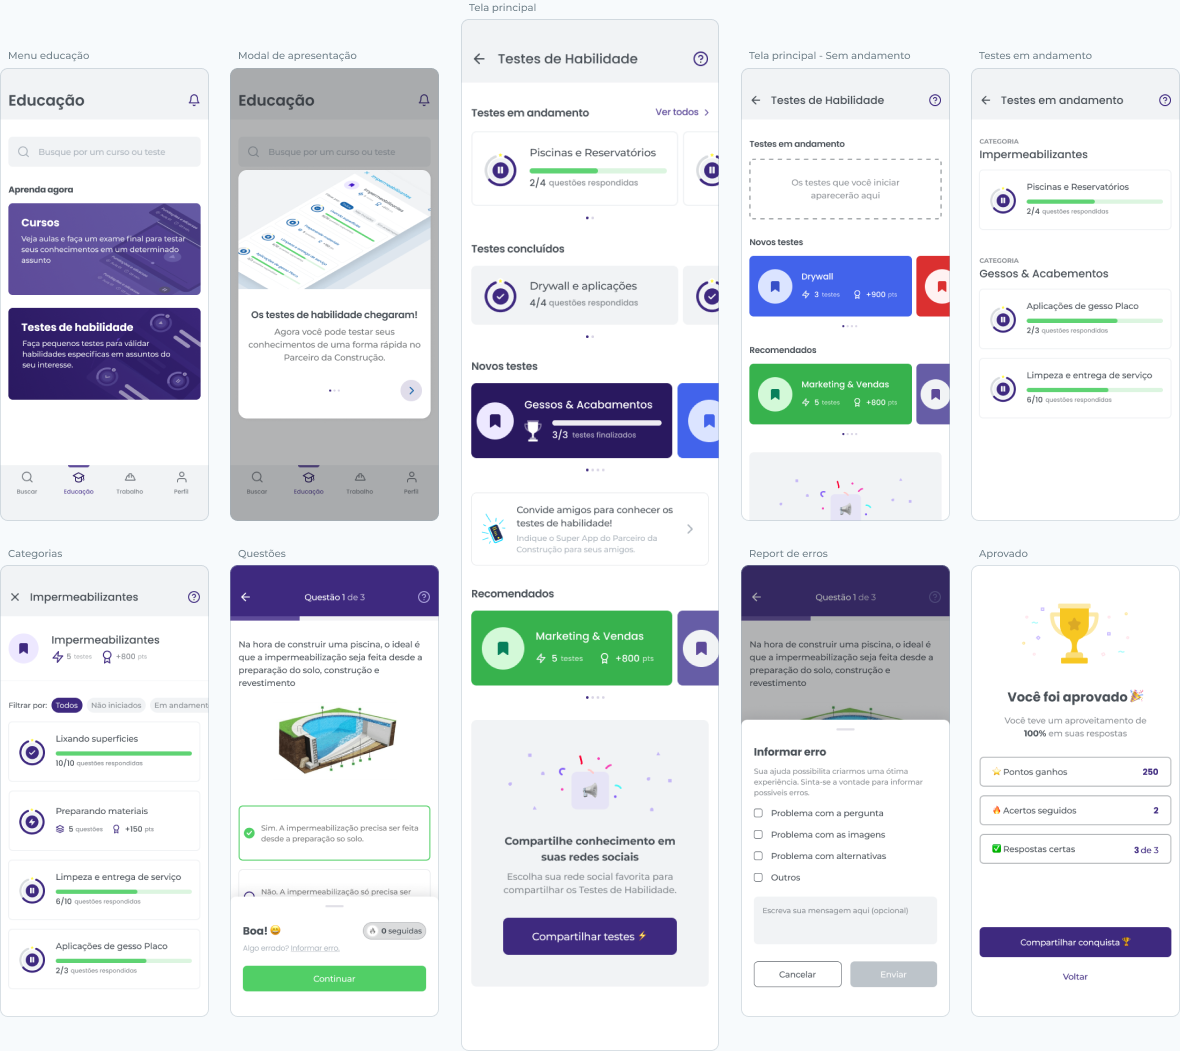 Menu educação
Educação
Busque por um curso ou teste
Aprenda agora
Cursos
Veja aulas e faça um exame final para testar
seus conhecimentos em um determinado
assunto
Testes de habilidade
Faça pequenos testes para válidar
habilidades especificas em assuntos do
seu interesse.
Buscar
Educação
Trabalho
Perfil
Modal de apresentação
Educação
Busque por um curso ou teste
Os testes de habilidade chegaram!
Agora você pode testar seus
conhecimentos de uma forma rápida no
Parceiro da Construção.
Buscar
Educação
Trabalho
Perfil
Tela principal
Testes de Habilidade
Testes em andamento
Ver todos
Piscinas e Reservatórios
2/4 questões respondidas
Testes concluídos
Drywall e aplicações
4/4 questões respondidas
Novos testes
Gessos & Acabamentos
3/3 testes finalizados
Convide amigos para conhecer os
testes de habilidade!
Indique o Super App do Parceiro da
Construção para seus amigos.
Recomendados
Marketing & Vendas
5 testes
+800 pts
Compartilhe conhecimento em
suas redes sociais
Escolha sua rede social favorita para
compartilhar os Testes de Habilidade.
Compartilhar testes ⚡
Tela principal - Sem andamento
Testes de Habilidade
Testes em andamento
Os testes que você iniciar
aparecerão aqui
Novos testes
Drywall
3 testes
+900 pts
Recomendados
Marketing & Vendas
5 testes
+800 pts
Testes em andamento
Testes em andamento
CATEGORIA
Impermeabilizantes
Piscinas e Reservatórios
2/4 questões respondidas
CATEGORIA
Gessos & Acabementos
Aplicações de gesso Placo
2/3 questões respondidas
Limpeza e entrega de serviço
6/10 questões respondidas
Categorias
Impermeabilizantes
Impermeabilizantes
5 testes
+800 pts
Filtrar por:
Todos
Não iniciados
Em andament
Lixando superfícies
10/10 questões respondidas
Preparando materiais
5 questões
+150 pts
Limpeza e entrega de serviço
6/10 questões respondidas
Aplicações de gesso Placo
2/3 questões respondidas
Questões
Questão 1 de 3
Na hora de construir uma piscina, o ideal é
que a impermeabilização seja feita desde a
preparação do solo, construção e
revestimento
Sim. A impermeabilização precisa ser feita
desde a preparação so solo.
Não. A impermeabilização só precisa ser
Boa! 😄
0 seguidas
Algo errado? Informar erro.
Continuar
Report de erros
Questão 1 de 3
Na hora de construir uma piscina, o ideal é
que a impermeabilização seja feita desde a
preparação do solo, construção e
revestimento
Informar erro
Sua ajuda possibilita criarmos uma ótima
experiência. Sinta-se a vontade para informar
possíveis erros.
Problema com a pergunta
Problema com as imagens
Problema com alternativas
Outros
Escreva sua mensagem aqui (opcional)
Cancelar
Enviar
Aprovado
Você foi aprovado 🎉
Você teve um aproveitamento de
100% em suas respostas
⭐ Pontos ganhos 250
🔥 Acertos seguidos 2
✅ Respostas certas 3 de 3
Compartilhar conquista 🏆
Voltar